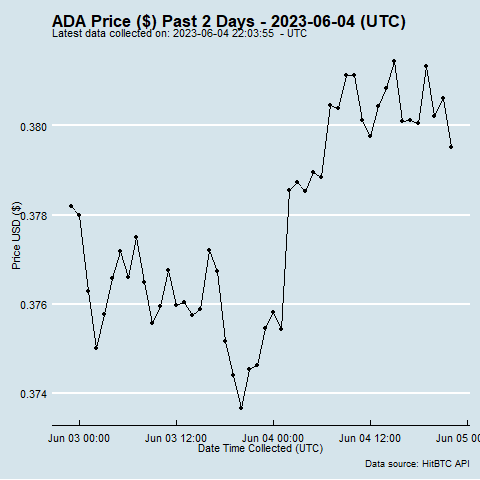 ADA Price ($) Past 2 Days - 2023-06-04 (UTC)
Latest data collected on: 2023-06-04 22:03:55 - UTC
0.380
0.378
0.376
0.374
Price USD ($)
Jun 03 00:00 Jun 03 12:00 Jun 04 00:00 Jun 04 12:00 Jun 05 0
Date Time Collected (UTC)
Data source: HitBTC API